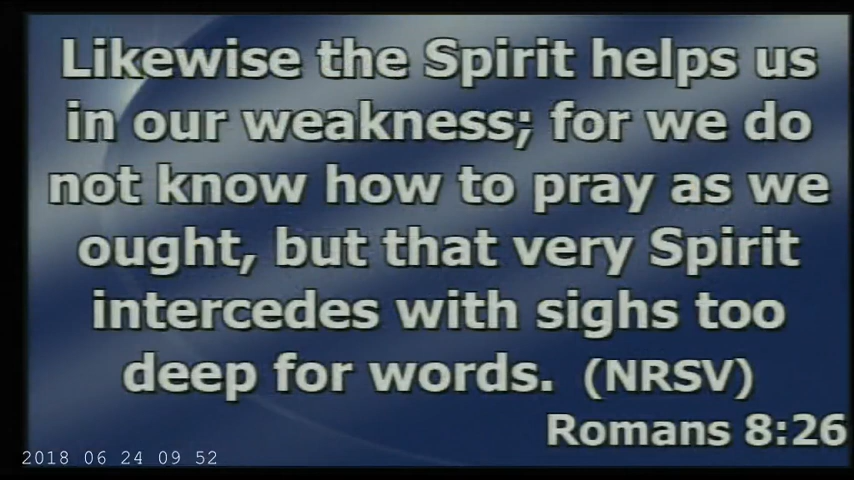 Likewise the Spirit helps us
in our weakness; for we do
not know how to pray as we
ought, but that very Spirit
intercedes with sighs too
deep for words. (NRSV)
Romans 8:26
2018 06 24 09 52